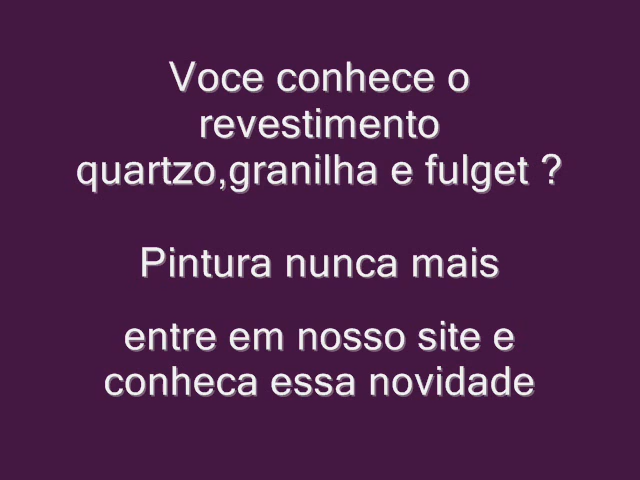 Voce conhece o
revestimento
quartzo,granilha e fulget ?
Pintura nunca mais
entre em nosso site e
conheca essa novidade